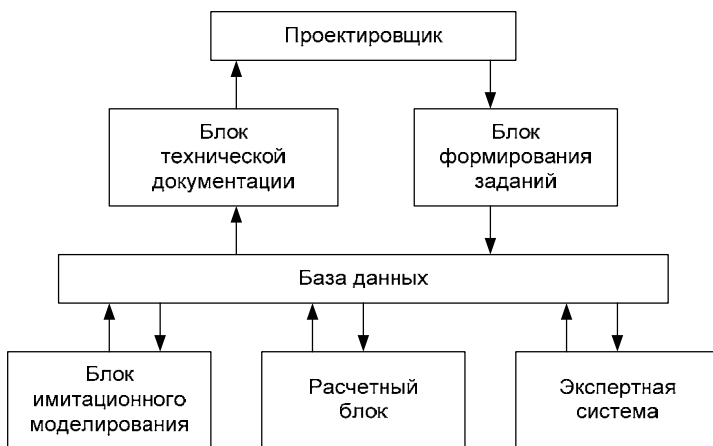 Проектировщик
Блок
технической
документации
Блок
формирования
заданий
База данных
Блок
имитационного
моделирования
Расчетный
блок
Экспертная
система